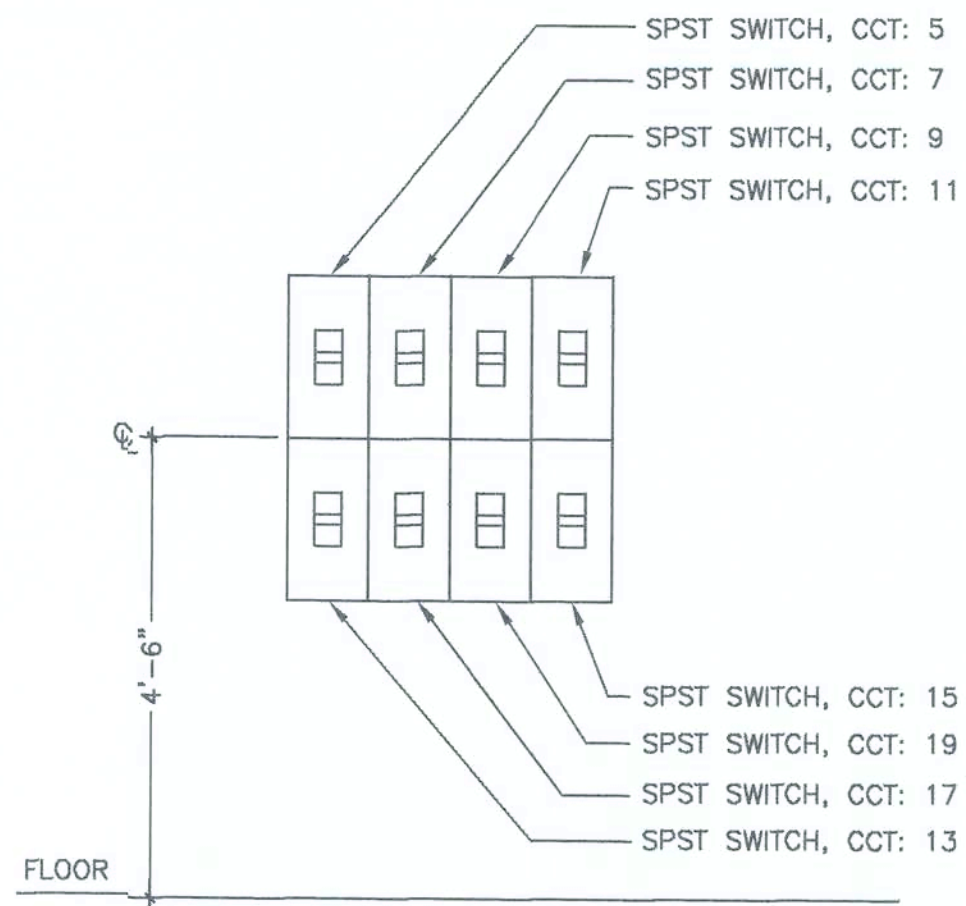 SPST SWITCH, CCT: 5
SPST SWITCH, CCT: 7
SPST SWITCH, CCT: 9
SPST SWITCH, CCT: 11
4'-6"
SPST SWITCH, CCT: 15
SPST SWITCH, CCT: 19
SPST SWITCH, CCT: 17
SPST SWITCH, CCT: 13
FLOOR